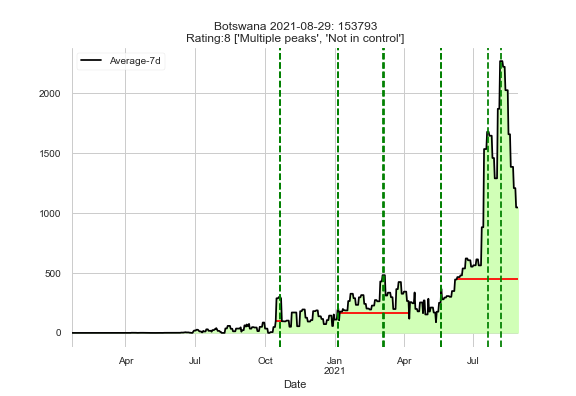 Botswana 2021-08-29: 153793
Rating:8 ['Multiple peaks', 'Not in control']
Average-7d
2000
1500
1000
500
0
Apr Jul Oct Jan Apr Jul
2021
Date